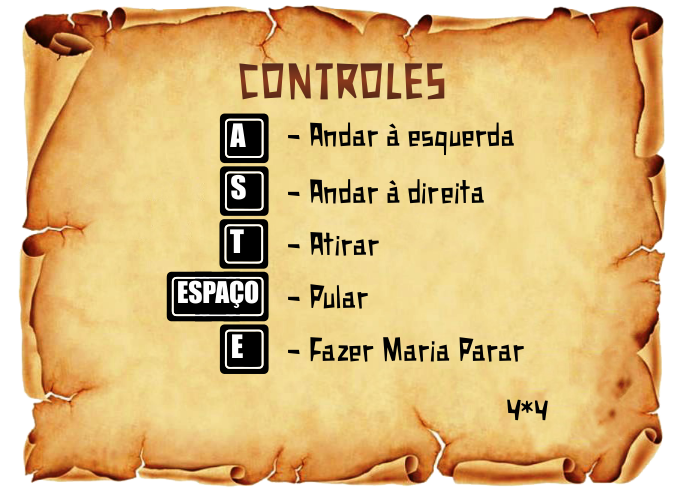 CONTROLES
A - Andar à esquerda
S - Andar à direita
T - Atirar
ESPAÇO - Pular
E - Fazer Maria Parar
4*4